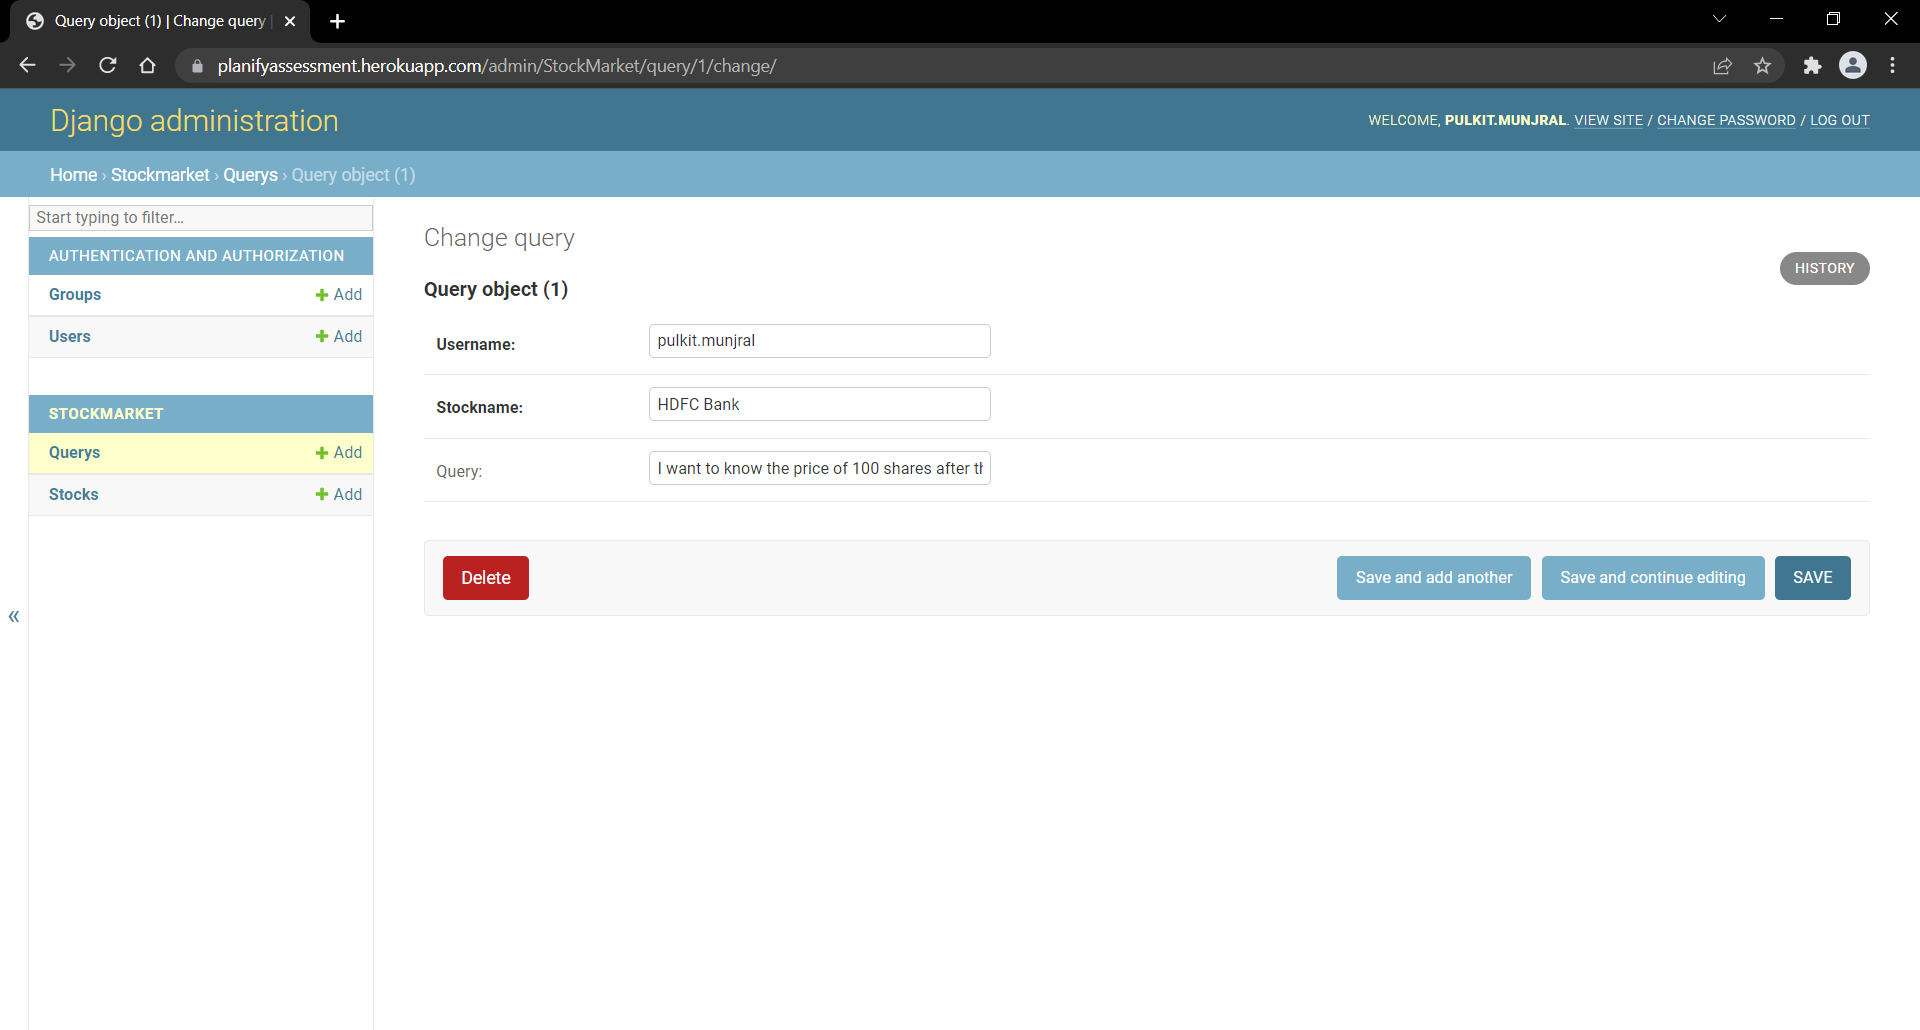 Query object (1) | Change query
planifyassessment.herokuapp.com/admin/StockMarket/query/1/change/
Django administration
WELCOME, PULKIT.MUNJRAL. VIEW SITE / CHANGE PASSWORD / LOG OUT
Home › Stockmarket › Querys › Query object (1)
Start typing to filter...
AUTHENTICATION AND AUTHORIZATION
Groups + Add
Users + Add
STOCKMARKET
Querys + Add
Stocks + Add
«
Change query
HISTORY
Query object (1)
Username: pulkit.munjral
Stockname: HDFC Bank
Query: I want to know the price of 100 shares after
Delete
Save and add another
Save and continue editing
SAVE